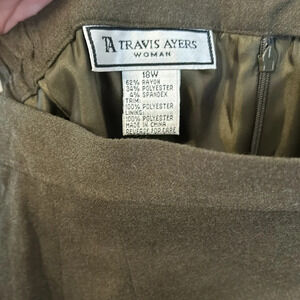 TA TRAVIS AYERS
WOMAN
18W
62% RAYON
34% POLYESTER
4% SPANDEX
TRIM:
100% POLYESTER
LINING:
100% POLYESTER
MADE IN CHINA
REVERSE FOR CARE